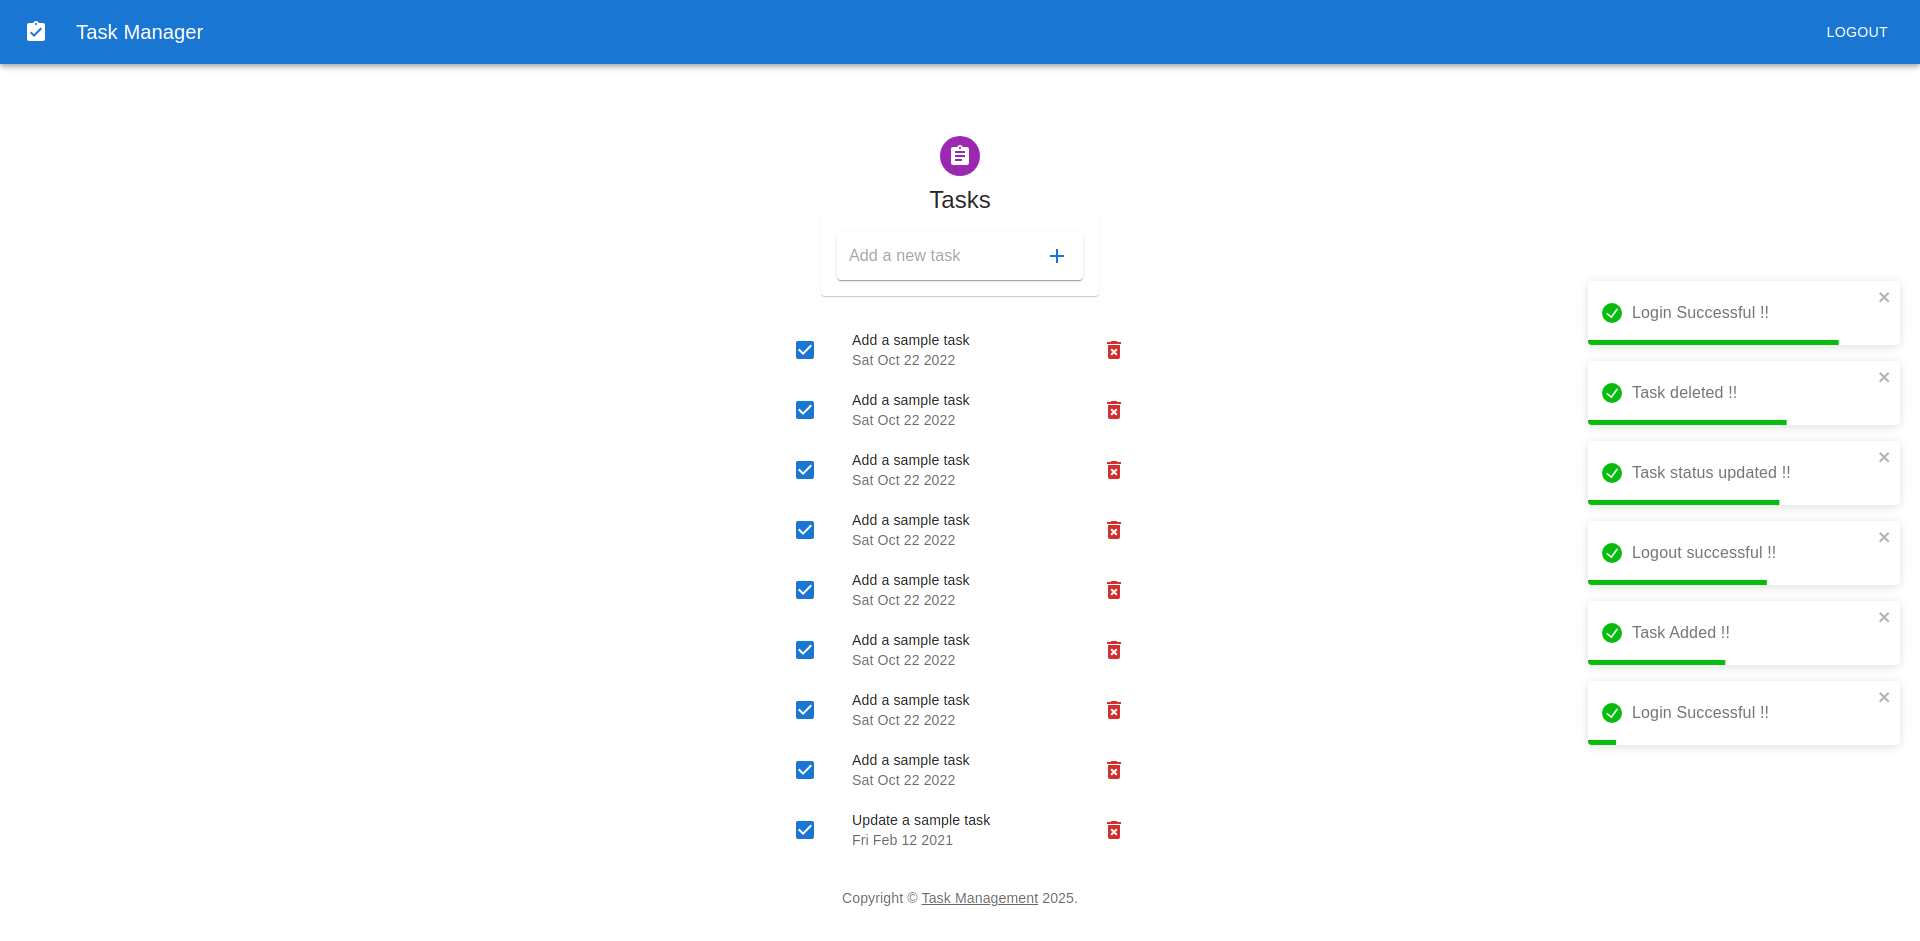 Task Manager
LOGOUT
Tasks
Add a new task
Add a sample task
Sat Oct 22 2022
Add a sample task
Sat Oct 22 2022
Add a sample task
Sat Oct 22 2022
Add a sample task
Sat Oct 22 2022
Add a sample task
Sat Oct 22 2022
Add a sample task
Sat Oct 22 2022
Add a sample task
Sat Oct 22 2022
Add a sample task
Sat Oct 22 2022
Update a sample task
Fri Feb 12 2021
Copyright © Task Management 2025.
Login Successful !!
Task deleted !!
Task status updated !!
Logout successful !!
Task Added !!
Login Successful !!